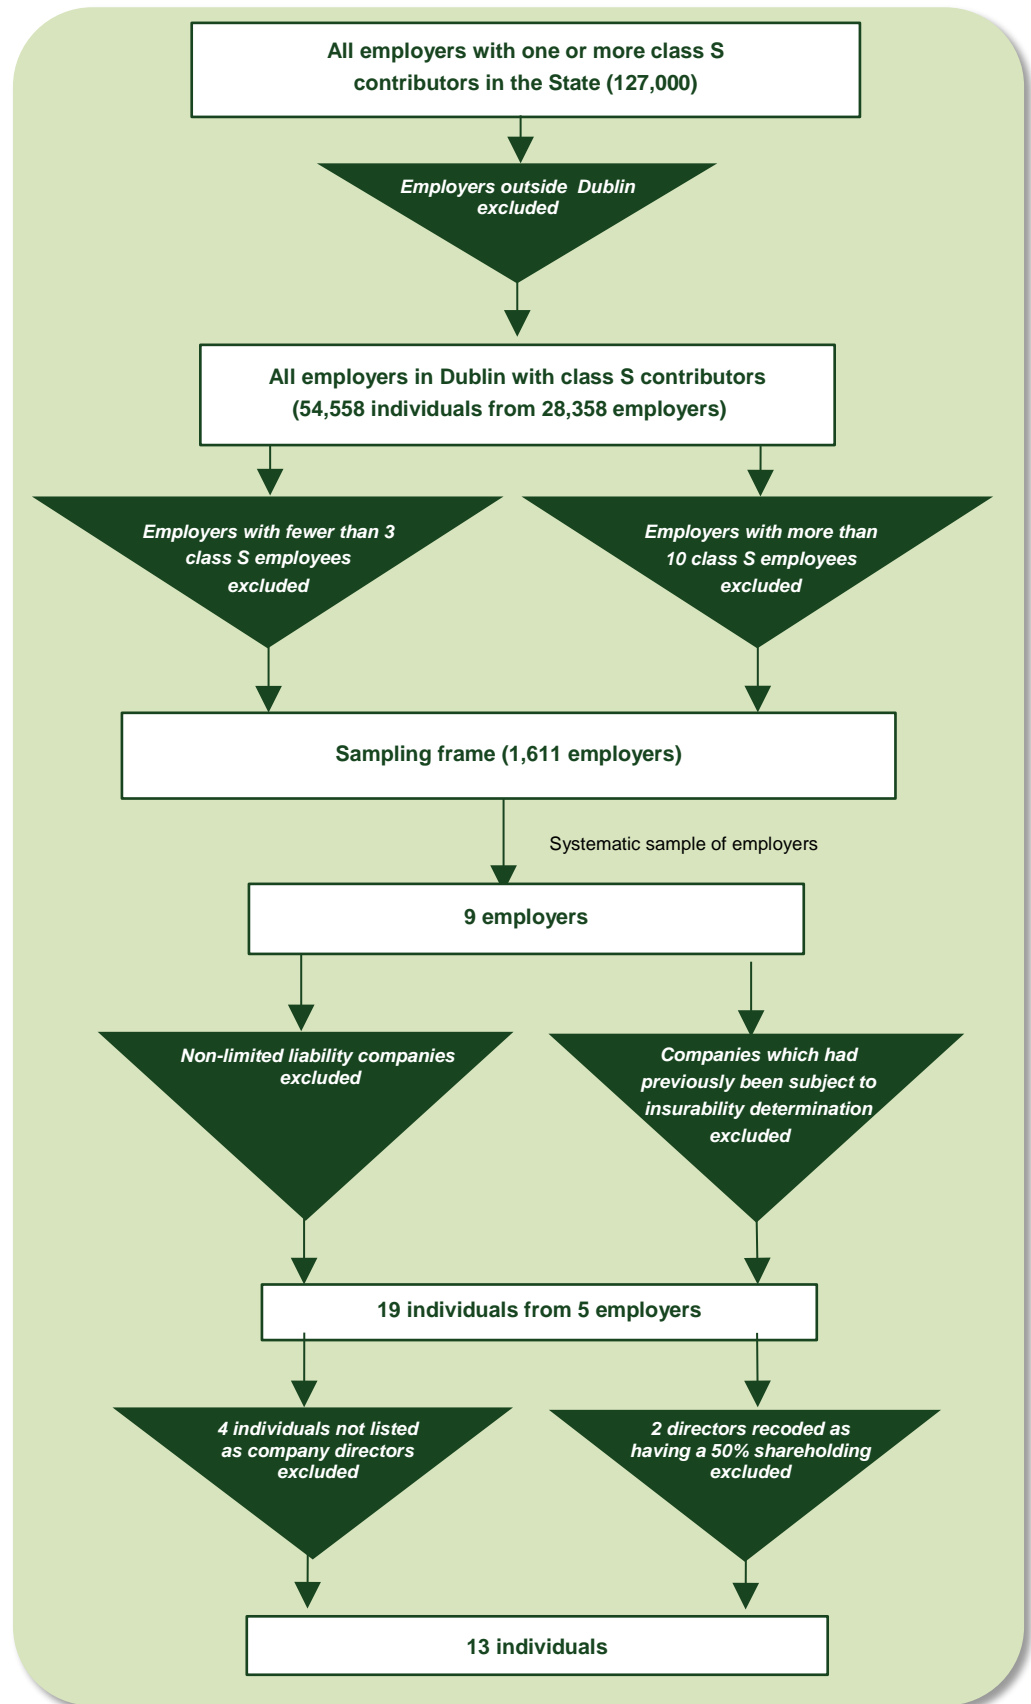 All employers with one or more class S
contributors in the State (127,000)
Employers outside Dublin
excluded
All employers in Dublin with class S contributors
(54,558 individuals from 28,358 employers)
Employers with fewer than 3
class S employees
excluded
Employers with more than
10 class S employees
excluded
Sampling frame (1,611 employers)
Systematic sample of employers
9 employers
Non-limited liability companies
excluded
Companies which had
previously been subject to
insurability determination
excluded
19 individuals from 5 employers
4 individuals not listed
as company directors
excluded
2 directors recoded as
having a 50% shareholding
excluded
13 individuals